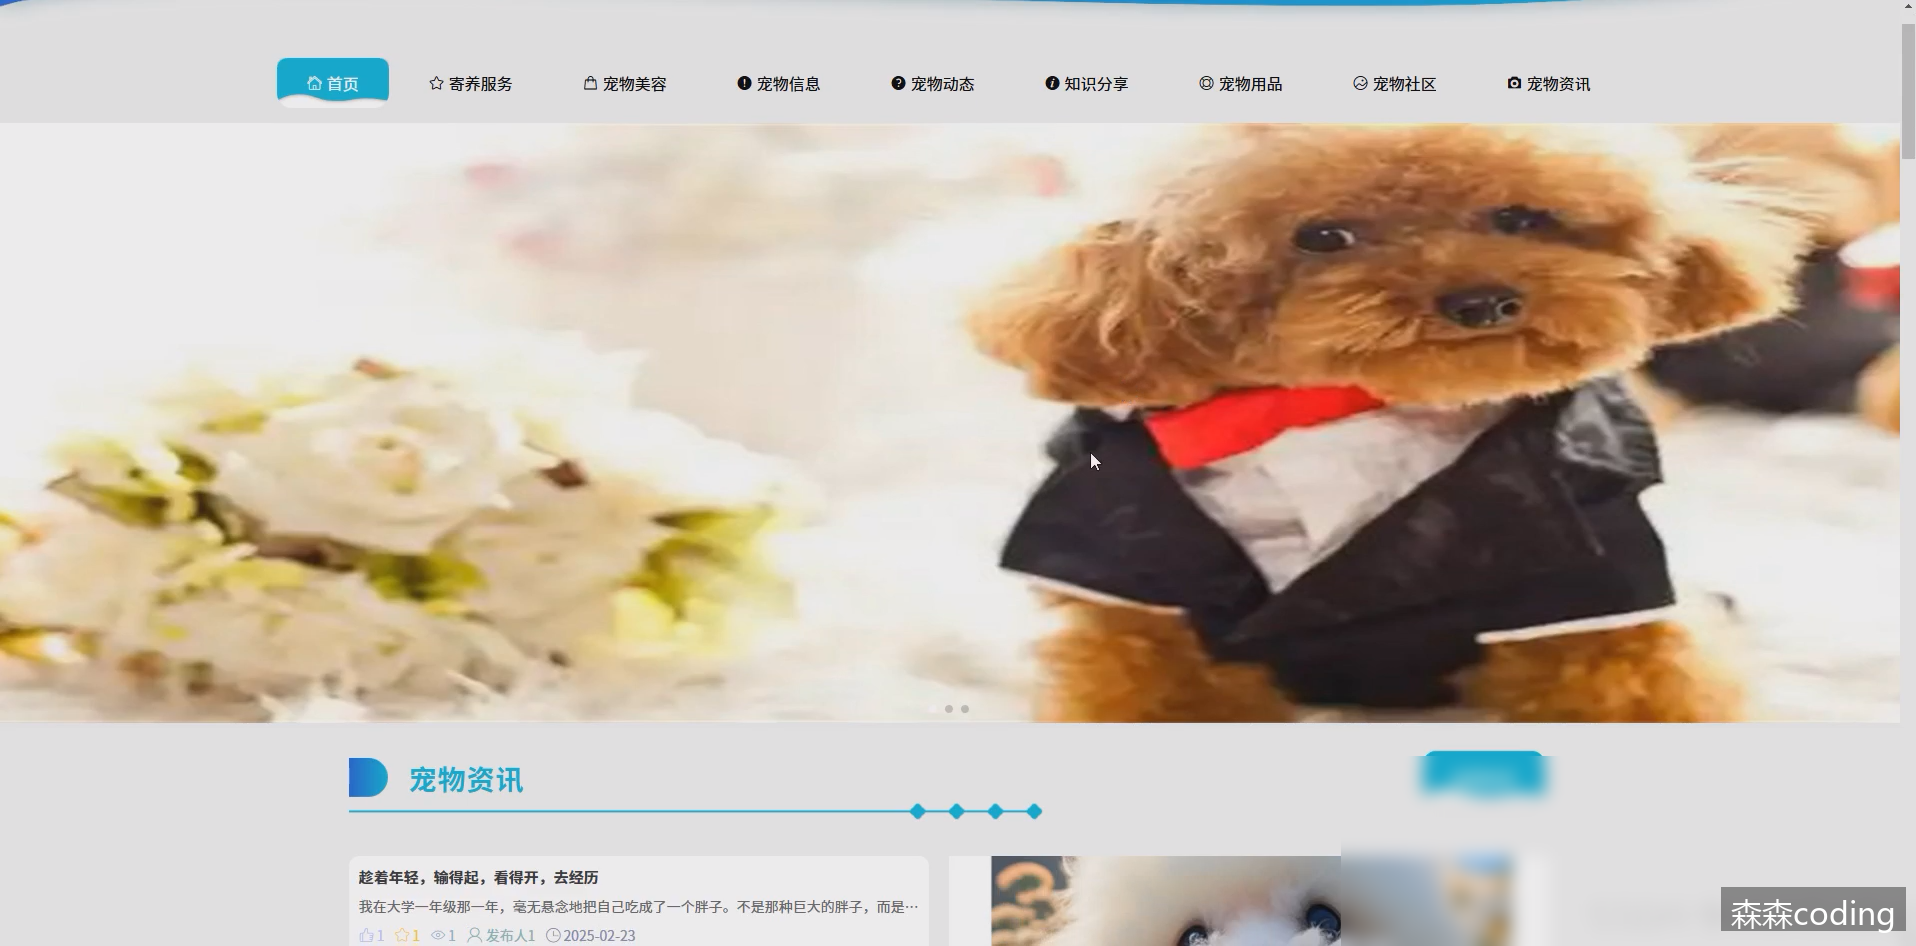 首页 寄养服务 宠物美容 宠物信息 宠物动态 知识分享 宠物用品 宠物社区 宠物资讯
宠物资讯
趁着年轻，输得起，看得开，去经历
我在大学一年级那一年，毫无悬念地把自己吃成了一个胖子。不是那种巨大的胖子，而是…
1 1 1 发布人1 2025-02-23
森森coding